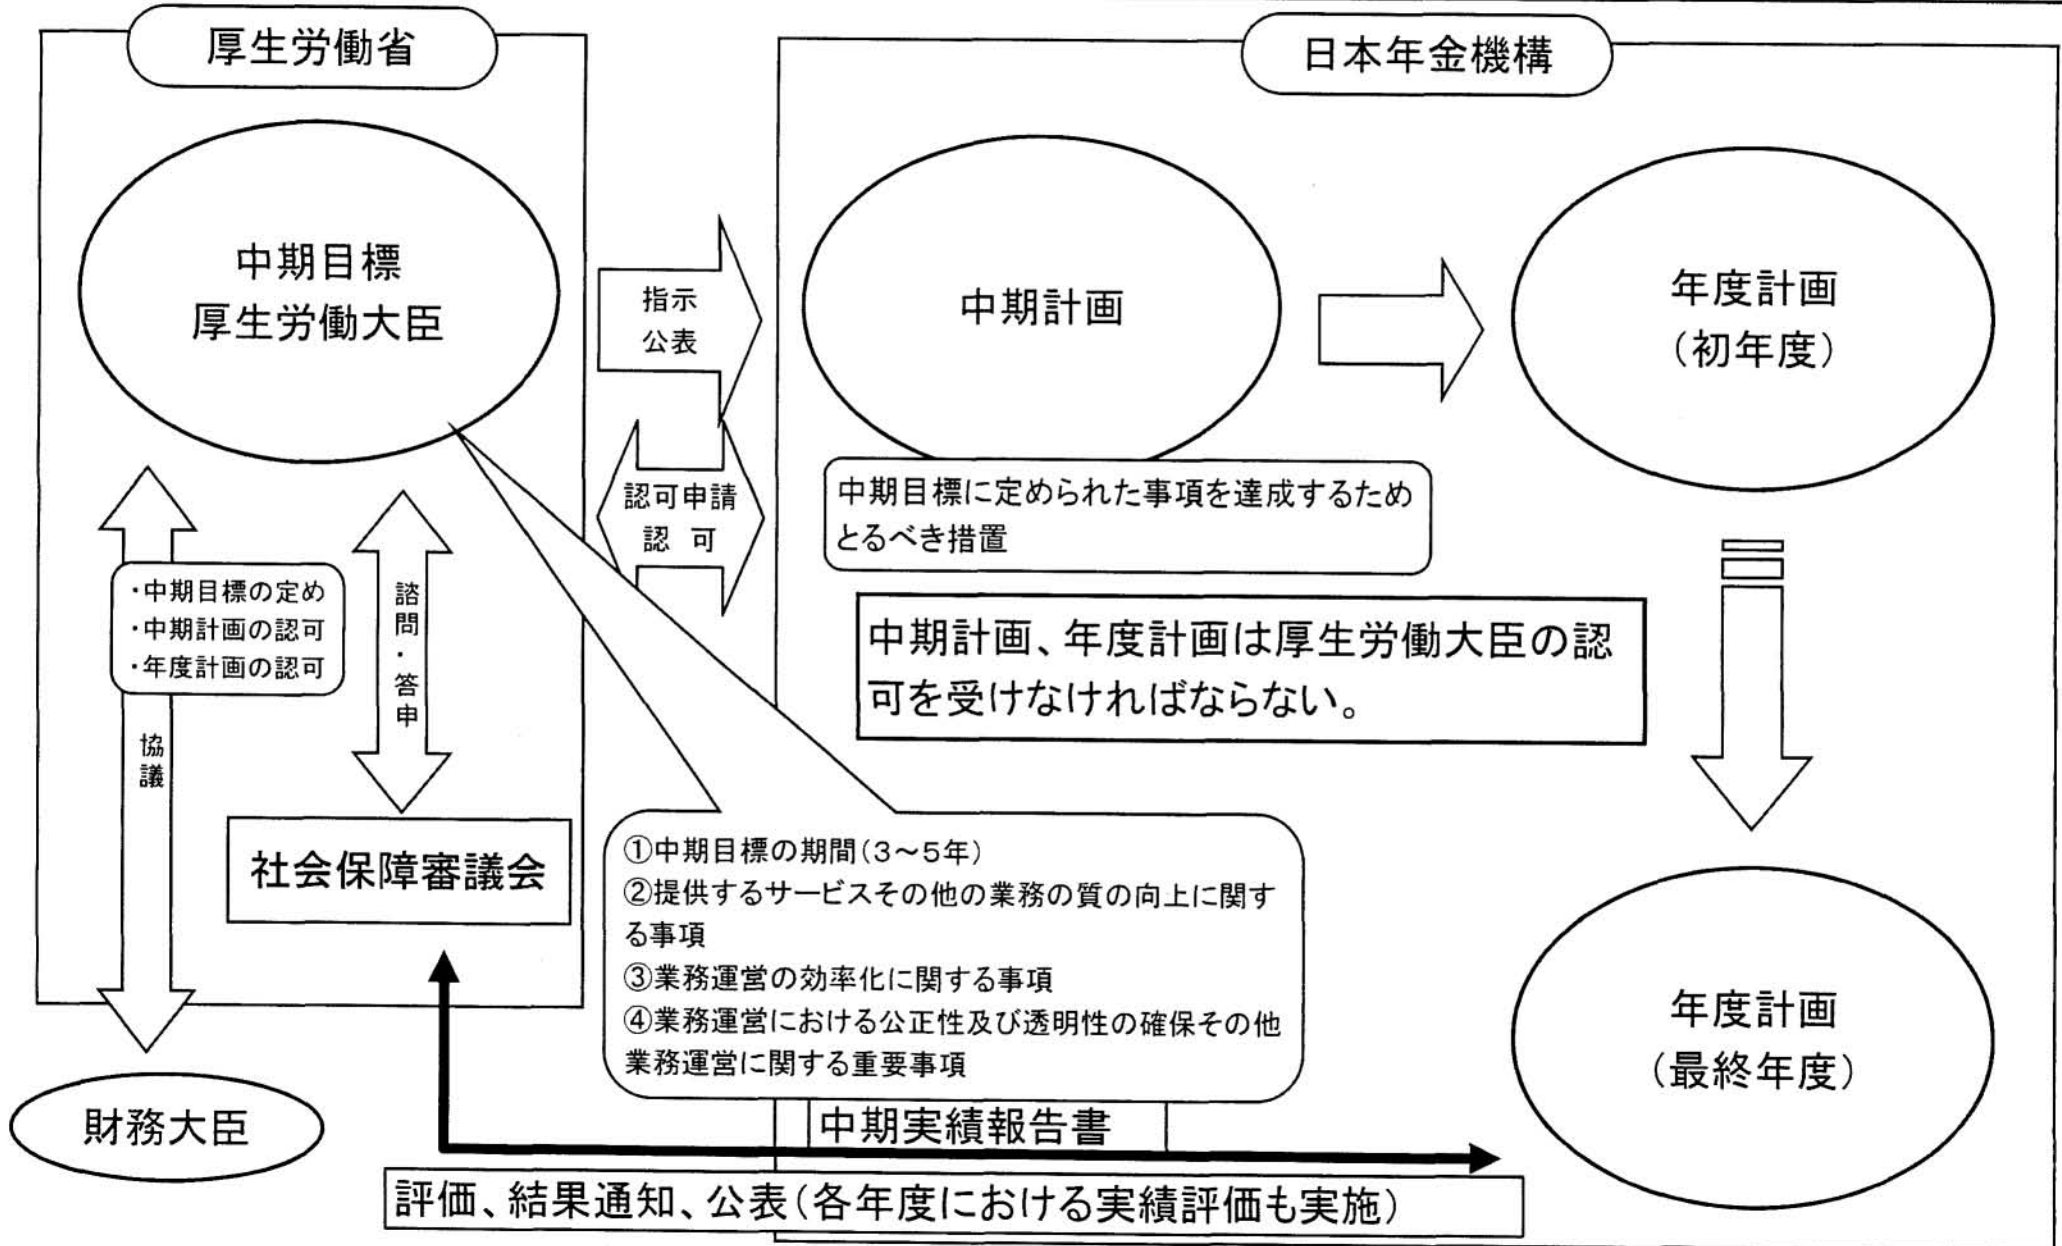 厚生労働省
日本年金機構
中期目標
厚生労働大臣
指示
公表
中期計画
年度計画
（初年度）
認可申請
認 可
中期目標に定められた事項を達成するため
とるべき措置
・中期目標の定め
・中期計画の認可
・年度計画の認可
諮問・答申
協議
中期計画、年度計画は厚生労働大臣の認
可を受けなければならない。
社会保障審議会
①中期目標の期間（3～5年）
②提供するサービスその他の業務の質の向上に関す
る事項
③業務運営の効率化に関する事項
④業務運営における公正性及び透明性の確保その他
業務運営に関する重要事項
年度計画
（最終年度）
財務大臣
中期実績報告書
評価、結果通知、公表（各年度における実績評価も実施）